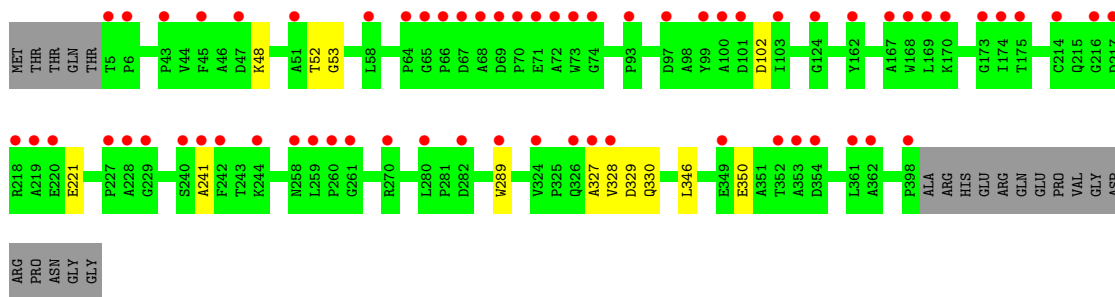 MET THR THR GLN THR T5 P6 P43 V44 F45 A46 D47 K48 A51 T52 G53 L58 P64 G65 P66 D67 A68 D69 P70 E71 A72 W73 G74 P93 D97 A98 Y99 A100 D101 D102 I103 G124 Y162 A167 W168 L169 K170 G173 I174 T175 C214 Q215 G216 D217
R218 A219 E220 E221 P227 A228 G229 S240 A241 F242 T243 K244 N258 L259 P260 G261 R270 L280 P281 D282 W289 V324 P325 Q326 A327 V328 D329 Q330 L346 E349 E350 A351 T352 A353 D354 L361 A362 P398 ALA ARG HIS GLU ARG GLN GLU PRO VAL GLY ASP
ARG PRO ASN GLY GLY